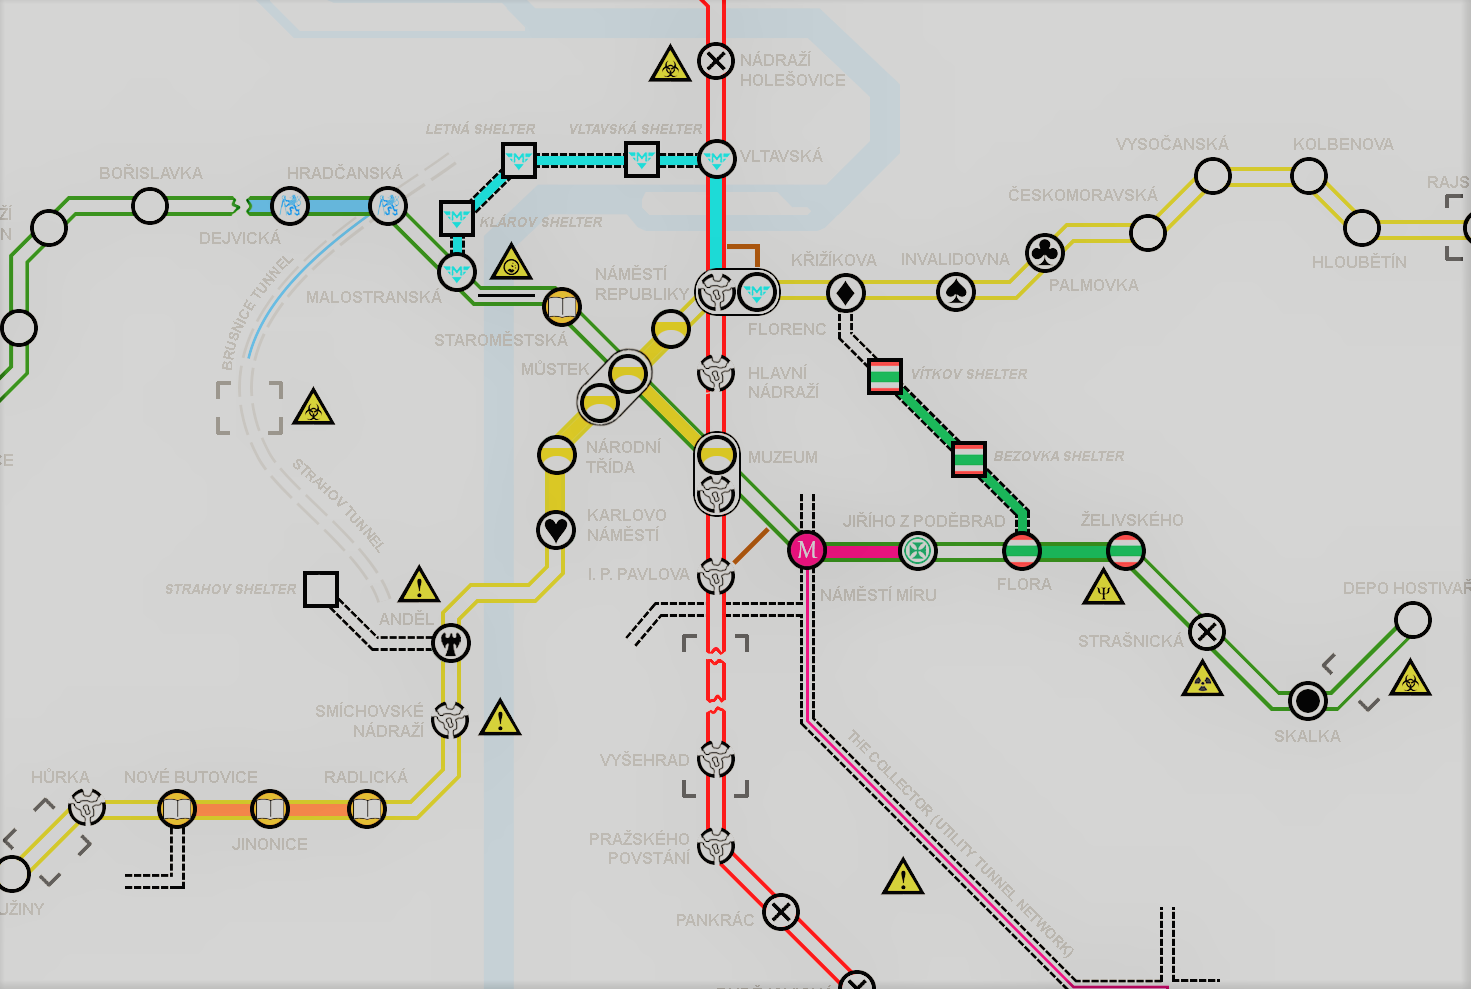 NÁDRAŽÍ
HOLEŠOVICE
LETNÁ SHELTER
VLTAVSKÁ SHELTER
VLTAVSKÁ
VYSOČANSKÁ
KOLBENOVA
BOŘISLAVKA
HRADČANSKÁ
ČESKOMORAVSKÁ
RAJS
ŽÍ
N
DEJVICKÁ
KLÁROV SHELTER
NÁMĚSTÍ
REPUBLIKY
KŘIŽÍKOVA
INVALIDOVNA
HLOUBĚTÍN
PALMOVKA
MALOSTRANSKÁ
BRUSNICE TUNNEL
FLORENC
STAROMĚSTSKÁ
MŮSTEK
HLAVNÍ
NÁDRAŽÍ
VÍTKOV SHELTER
NÁRODNÍ
TŘÍDA
MUZEUM
BEZOVKA SHELTER
CE
STRAHOV TUNNEL
KARLOVO
NÁMĚSTÍ
JIŘÍHO Z PODĚBRAD
ŽELIVSKÉHO
M
I. P. PAVLOVA
STRAHOV SHELTER
FLORA
DEPO HOSTIVAŘ
NÁMĚSTÍ MÍRU
ANDĚL
STRAŠNICKÁ
SMÍCHOVSKÉ
NÁDRAŽÍ
SKALKA
VYŠEHRAD
THE COLLECTOR (UTILITY TUNNEL NETWORK)
HŮRKA
NOVÉ BUTOVICE
RADLICKÁ
JINONICE
PRAŽSKÉHO
POVSTÁNÍ
UŽINY
PANKRÁC